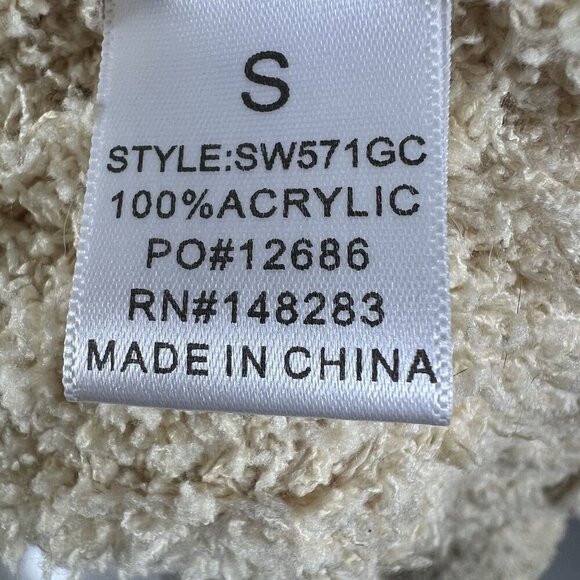 S
STYLE:SW571GC
100%ACRYLIC
PO#12686
RN#148283
MADE IN CHINA